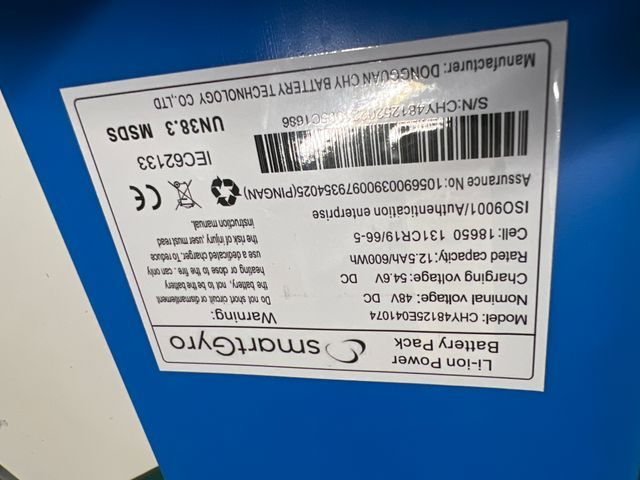 Li-ion Power
Battery Pack
smartGyro
Model: CHY48125E041074
Nominal voltage: 48V DC
Charging voltage: 54.6V DC
Rated capacity: 12.5Ah/600Wh
Cell: 18650 131CR19/66-5
ISO9001/Authentication enterprise
Assurance No: 10569003900979354025(PINGAN)
Warning:
Do not short circuit or dismantlement
the battery, not to be the battery
heating or close to the fire : can only
use a dedicated charger, To reduce
the risk of injury, user must read
instruction manual.
CE
IEC62133
UN38.3 MSDS
Manufacturer: DONGGUAN CHY BATTERY TECHNOLOGY CO.,LTD